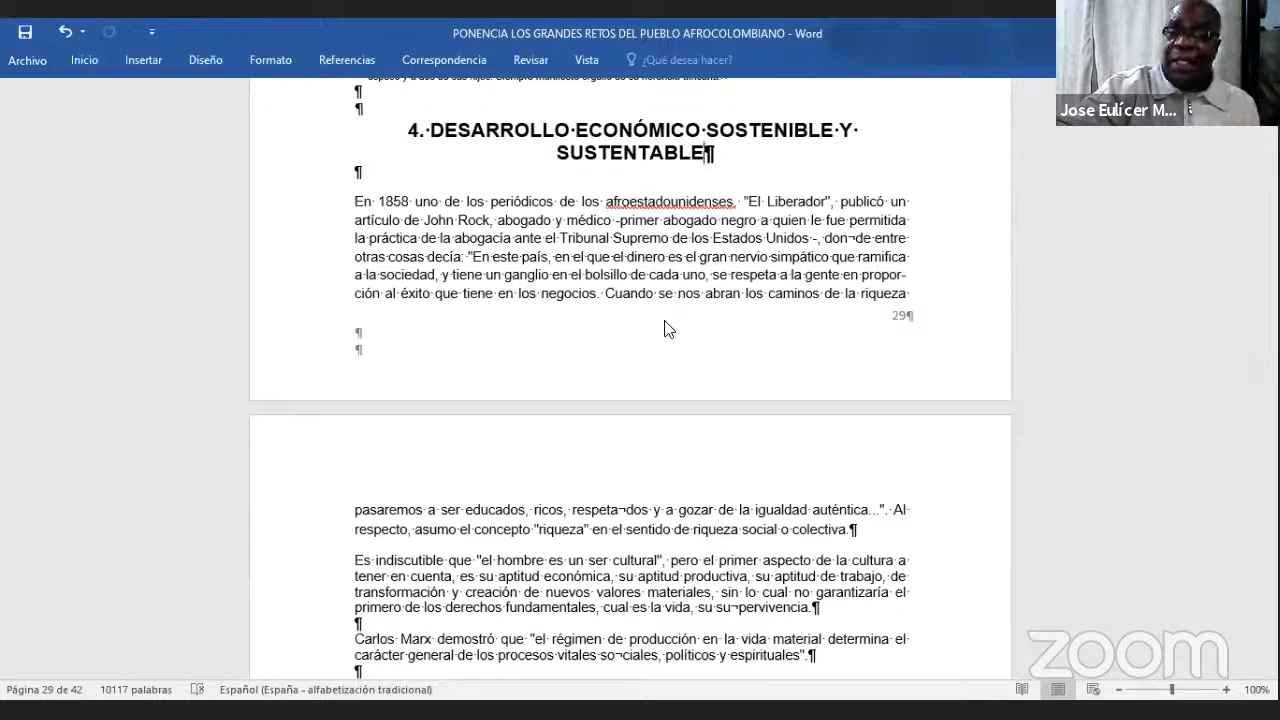 PONENCIA LOS GRANDES RETOS DEL PUEBLO AFROCOLOMBIANO - Word
Archivo Inicio Insertar Diseño Formato Referencias Correspondencia Revisar Vista ¿Qué desea hacer?
Jose Eulícer M...
4. DESARROLLO ECONÓMICO SOSTENIBLE Y
SUSTENTABLE¶
¶
En 1858 uno de los periódicos de los afroestadounidenses, "El Liberador", publicó un
artículo de John Rock, abogado y médico -primer abogado negro a quien le fue permitida
la práctica de la abogacía ante el Tribunal Supremo de los Estados Unidos -, don¬de entre
otras cosas decía: "En este país, en el que el dinero es el gran nervio simpático que ramifica
a la sociedad, y tiene un ganglio en el bolsillo de cada uno, se respeta a la gente en propor-
ción al éxito que tiene en los negocios. Cuando se nos abran los caminos de la riqueza
29¶
¶
¶
pasaremos a ser educados, ricos, respeta¬dos y a gozar de la igualdad auténtica...". Al
respecto, asumo el concepto "riqueza" en el sentido de riqueza social o colectiva.¶
Es indiscutible que "el hombre es un ser cultural", pero el primer aspecto de la cultura a
tener en cuenta, es su aptitud económica, su aptitud productiva, su aptitud de trabajo, de
transformación y creación de nuevos valores materiales, sin lo cual no garantizaría el
primero de los derechos fundamentales, cual es la vida, su su¬pervivencia.¶
¶
Carlos Marx demostró que "el régimen de producción en la vida material determina el
carácter general de los procesos vitales so¬ciales, políticos y espirituales".¶
¶
zoom
Página 29 de 42 10117 palabras Español (España - alfabetización tradicional) 100%